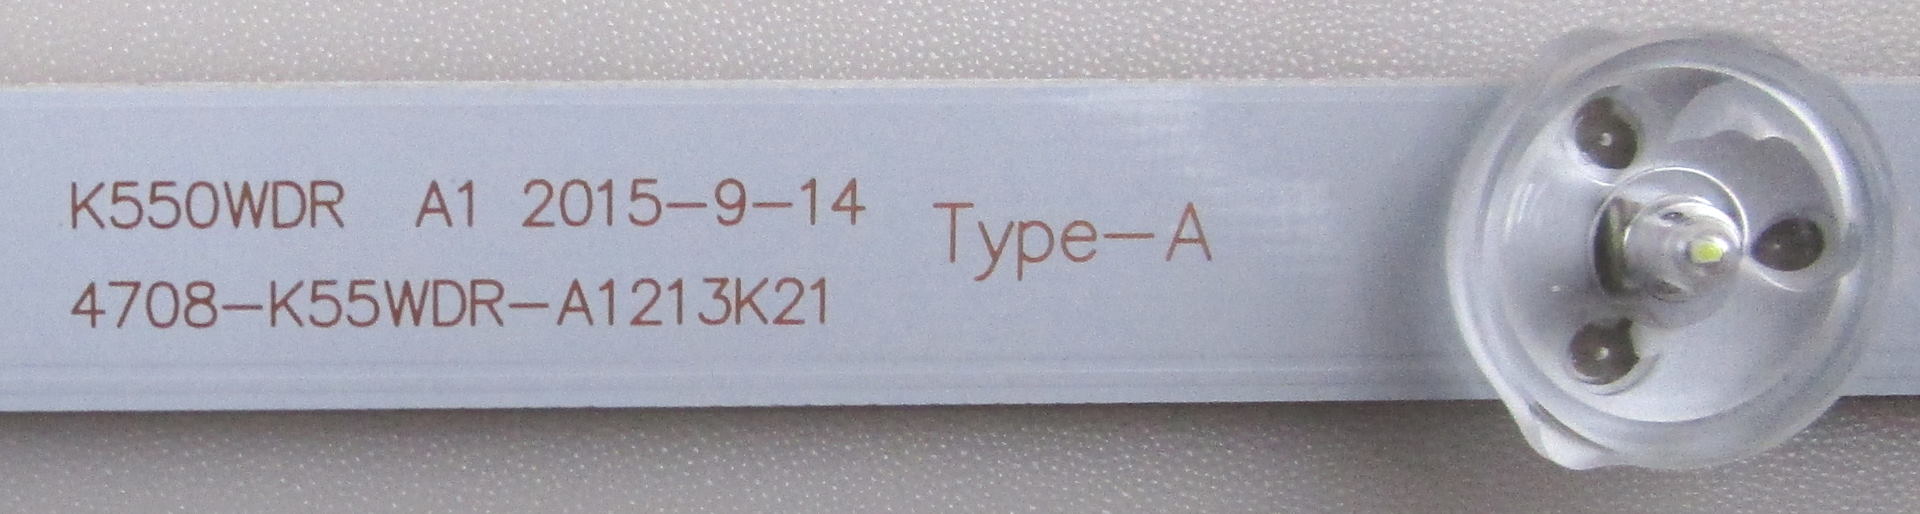 K550WDR A1 2015-9-14 Type-A
4708-K55WDR-A1213K21